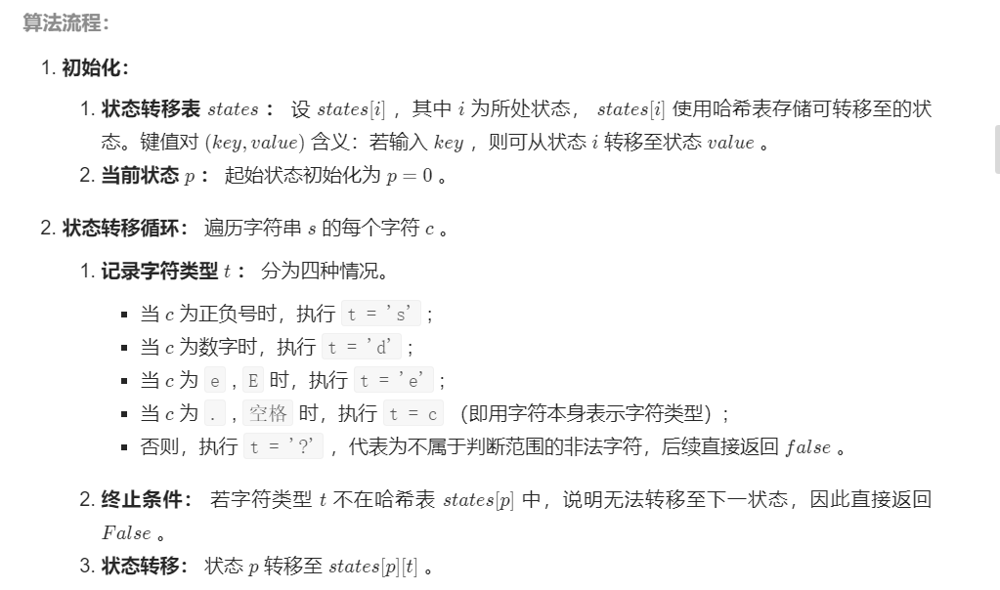 算法流程：
1. 初始化：
1. 状态转移表 states ： 设 states[i] ，其中 i 为所处状态， states[i] 使用哈希表存储可转移至的状
态。键值对 (key, value) 含义：若输入 key ，则可从状态 i 转移至状态 value 。
2. 当前状态 p ： 起始状态初始化为 p = 0 。
2. 状态转移循环： 遍历字符串 s 的每个字符 c 。
1. 记录字符类型 t ： 分为四种情况。
▪ 当 c 为正负号时，执行 t = 's' ；
▪ 当 c 为数字时，执行 t = 'd' ；
▪ 当 c 为 e , E 时，执行 t = 'e' ；
▪ 当 c 为 . , 空格 时，执行 t = c （即用字符本身表示字符类型）；
▪ 否则，执行 t = '?' ，代表为不属于判断范围的非法字符，后续直接返回 false 。
2. 终止条件： 若字符类型 t 不在哈希表 states[p] 中，说明无法转移至下一状态，因此直接返回
False 。
3. 状态转移： 状态 p 转移至 states[p][t] 。